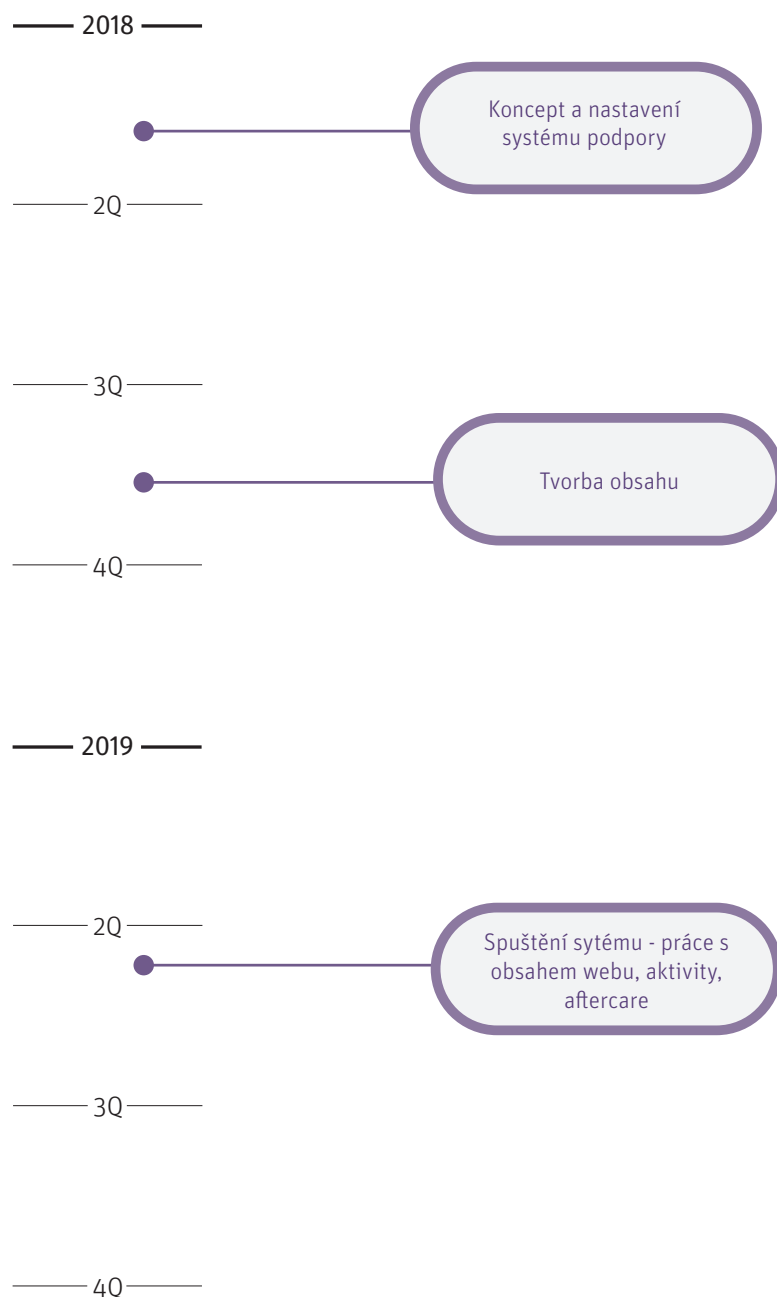 2018
Koncept a nastavení
systému podpory
2Q
3Q
Tvorba obsahu
4Q
2019
2Q
Spuštění sytému - práce s
obsahem webu, aktivity,
aftercare
3Q
4Q